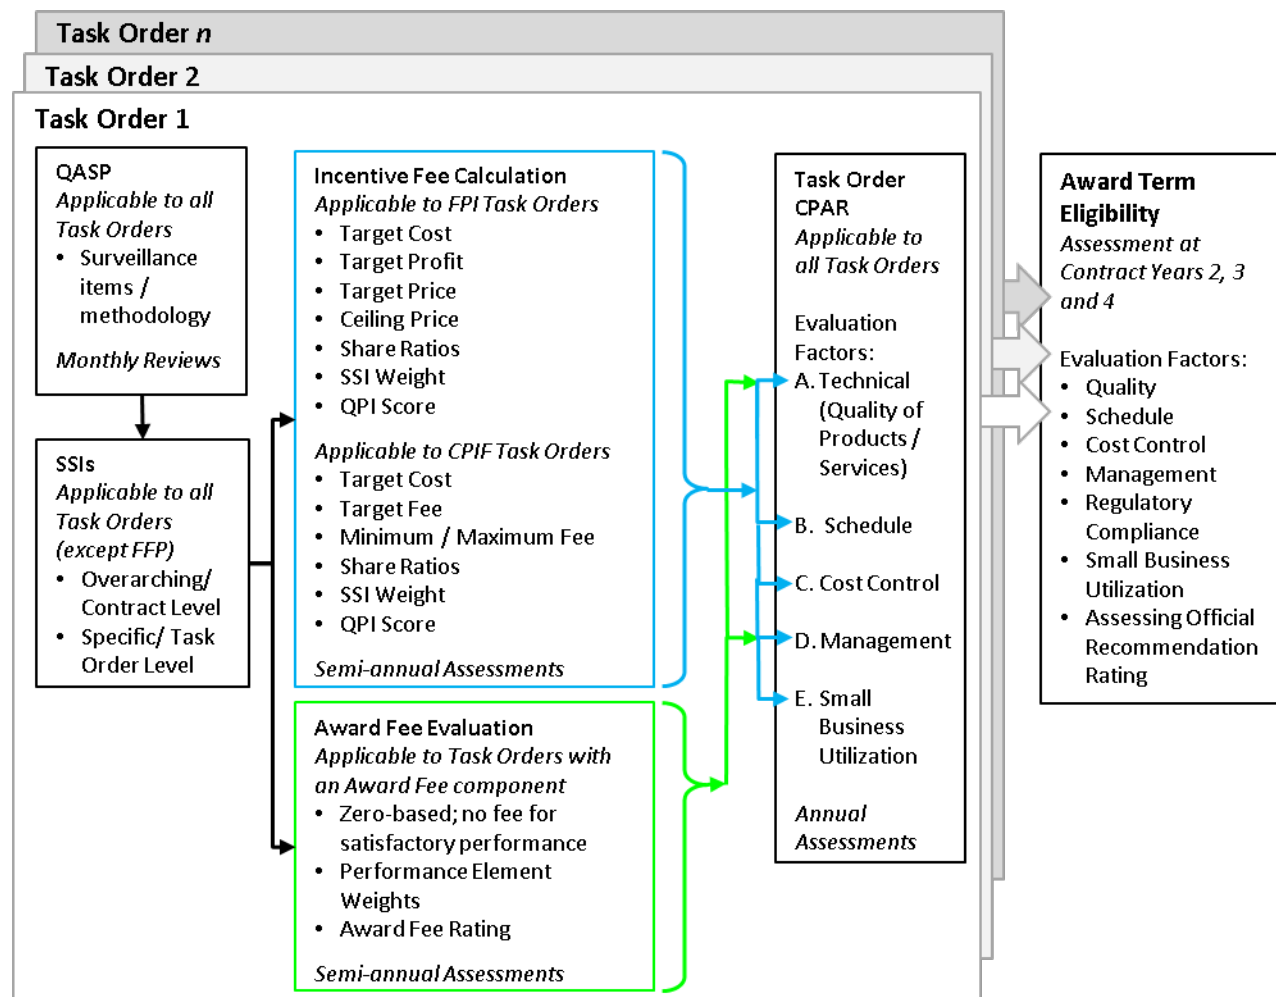 Task Order n
Task Order 2
Task Order 1
QASP
Applicable to all
Task Orders
• Surveillance
items /
methodology
Monthly Reviews
SSIs
Applicable to all
Task Orders
(except FFP)
• Overarching/
Contract Level
• Specific/ Task
Order Level
Incentive Fee Calculation
Applicable to FPI Task Orders
• Target Cost
• Target Profit
• Target Price
• Ceiling Price
• Share Ratios
• SSI Weight
• QPI Score
Applicable to CPIF Task Orders
• Target Cost
• Target Fee
• Minimum / Maximum Fee
• Share Ratios
• SSI Weight
• QPI Score
Semi-annual Assessments
Award Fee Evaluation
Applicable to Task Orders with
an Award Fee component
• Zero-based; no fee for
satisfactory performance
• Performance Element
Weights
• Award Fee Rating
Semi-annual Assessments
Task Order
CPAR
Applicable to
all Task Orders
Evaluation
Factors:
A. Technical
(Quality of
Products /
Services)
B. Schedule
C. Cost Control
D. Management
E. Small
Business
Utilization
Annual
Assessments
Award Term
Eligibility
Assessment at
Contract Years 2, 3
and 4
Evaluation Factors:
• Quality
• Schedule
• Cost Control
• Management
• Regulatory
Compliance
• Small Business
Utilization
• Assessing Official
Recommendation
Rating